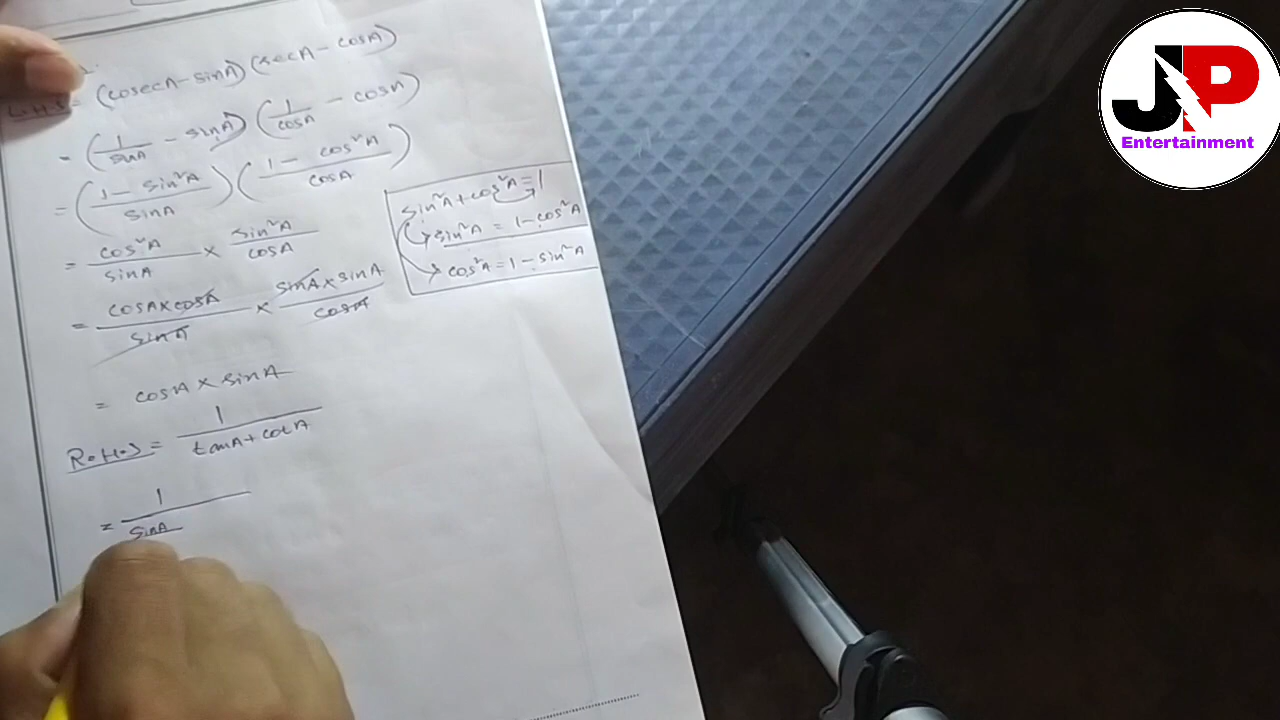 L.H.S = (cosecA - sinA) (secA - cosA)
= (1/sinA - sinA) (1/cosA - cosA)
= (1 - sin²A/sinA) (1 - cos²A/cosA)
= cos²A/sinA × sin²A/cosA
= cosA×cosA/sinA × sinA×sinA/cosA
= cosA × sinA
R.H.S = 1/tanA + cotA
= 1/sinA
sin²A + cos²A = 1
sin²A = 1 - cos²A
cos²A = 1 - sin²A
JP
Entertainment